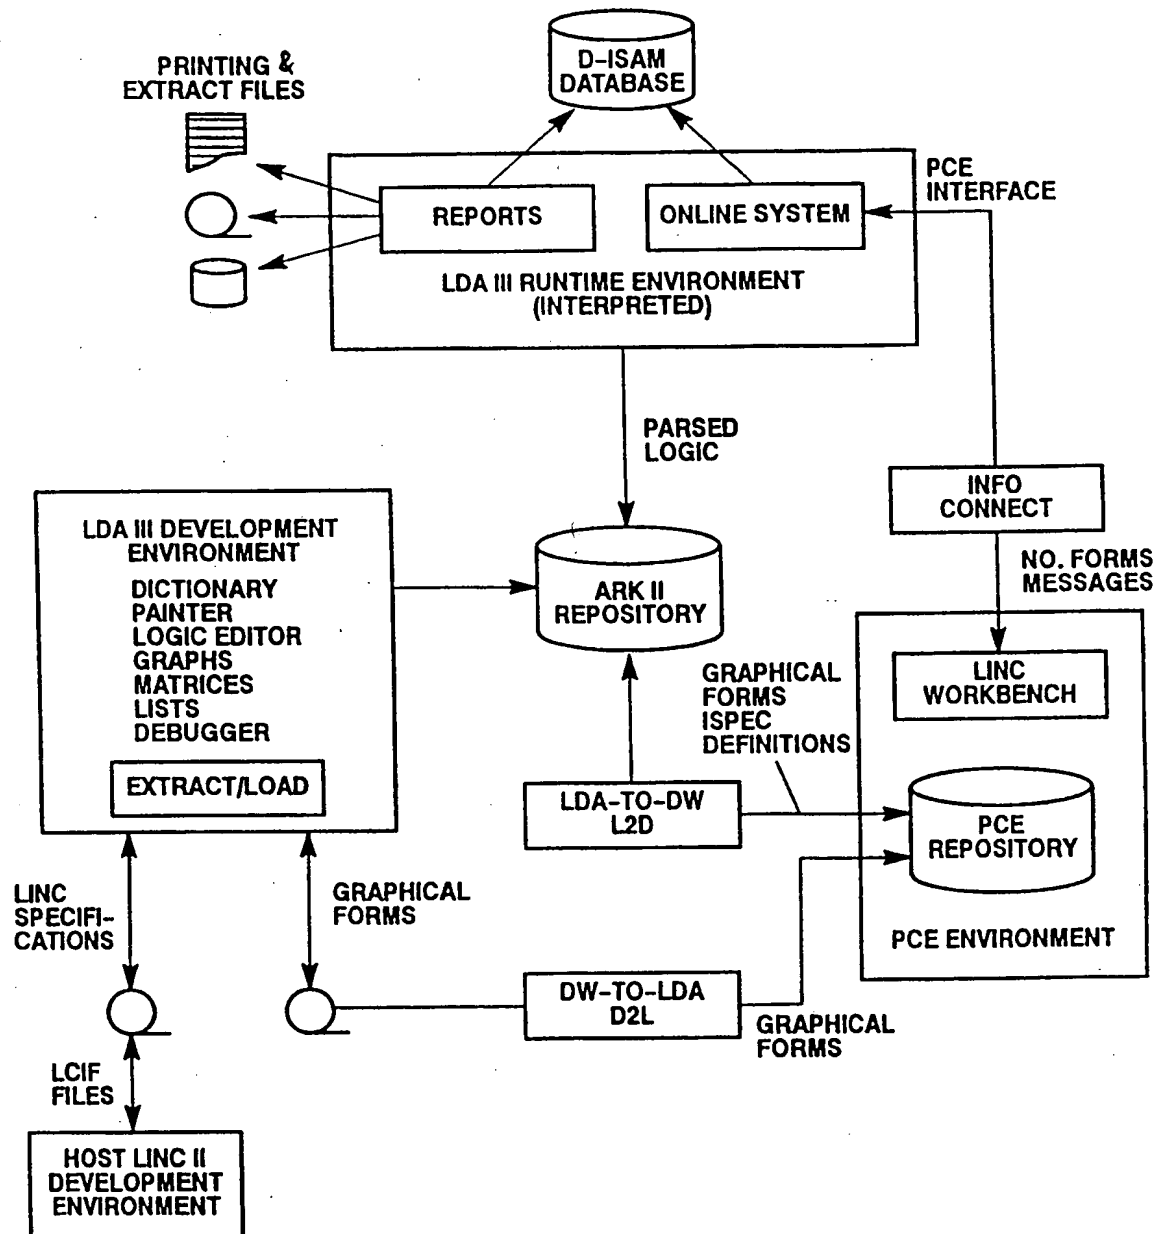 PRINTING &
EXTRACT FILES
D-ISAM
DATABASE
PCE
INTERFACE
REPORTS
ONLINE SYSTEM
LDA III RUNTIME ENVIRONMENT
(INTERPRETED)
PARSED
LOGIC
INFO
CONNECT
NO. FORMS
MESSAGES
LDA III DEVELOPMENT
ENVIRONMENT
DICTIONARY
PAINTER
LOGIC EDITOR
GRAPHS
MATRICES
LISTS
DEBUGGER
EXTRACT/LOAD
ARK II
REPOSITORY
GRAPHICAL
FORMS
ISPEC
DEFINITIONS
LINC
WORKBENCH
LDA-TO-DW
L2D
PCE
REPOSITORY
PCE ENVIRONMENT
LINC
SPECIFI-
CATIONS
GRAPHICAL
FORMS
DW-TO-LDA
D2L
GRAPHICAL
FORMS
LCIF
FILES
HOST LINC II
DEVELOPMENT
ENVIRONMENT